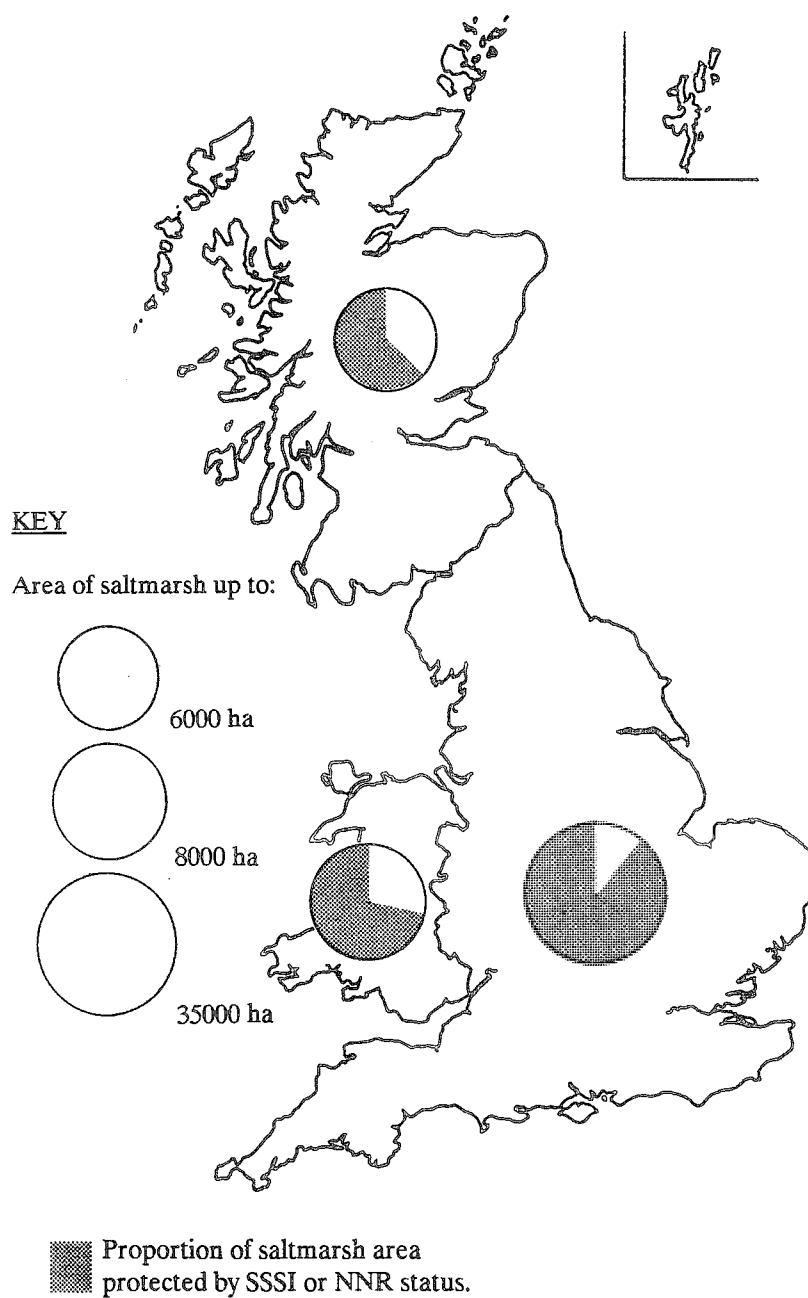 KEY
Area of saltmarsh up to:
6000 ha
8000 ha
35000 ha
Proportion of saltmarsh area
protected by SSSI or NNR status.